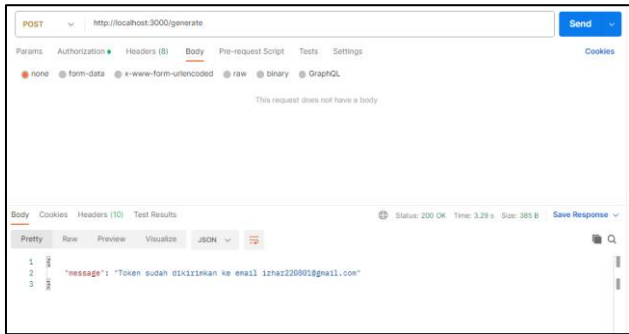 POST http://localhost:3000/generate Send
Params Authorization Headers (8) Body Pre-request Script Tests Settings Cookies
none form-data x-www-form-urlencoded raw binary GraphQL
This request does not have a body
Body Cookies Headers (10) Test Results Status: 200 OK Time: 3.29 s Size: 385 B Save Response
Pretty Raw Preview Visualize JSON
1
2 "message": "Token sudah dikirimkan ke email izhar220801@gmail.com"
3